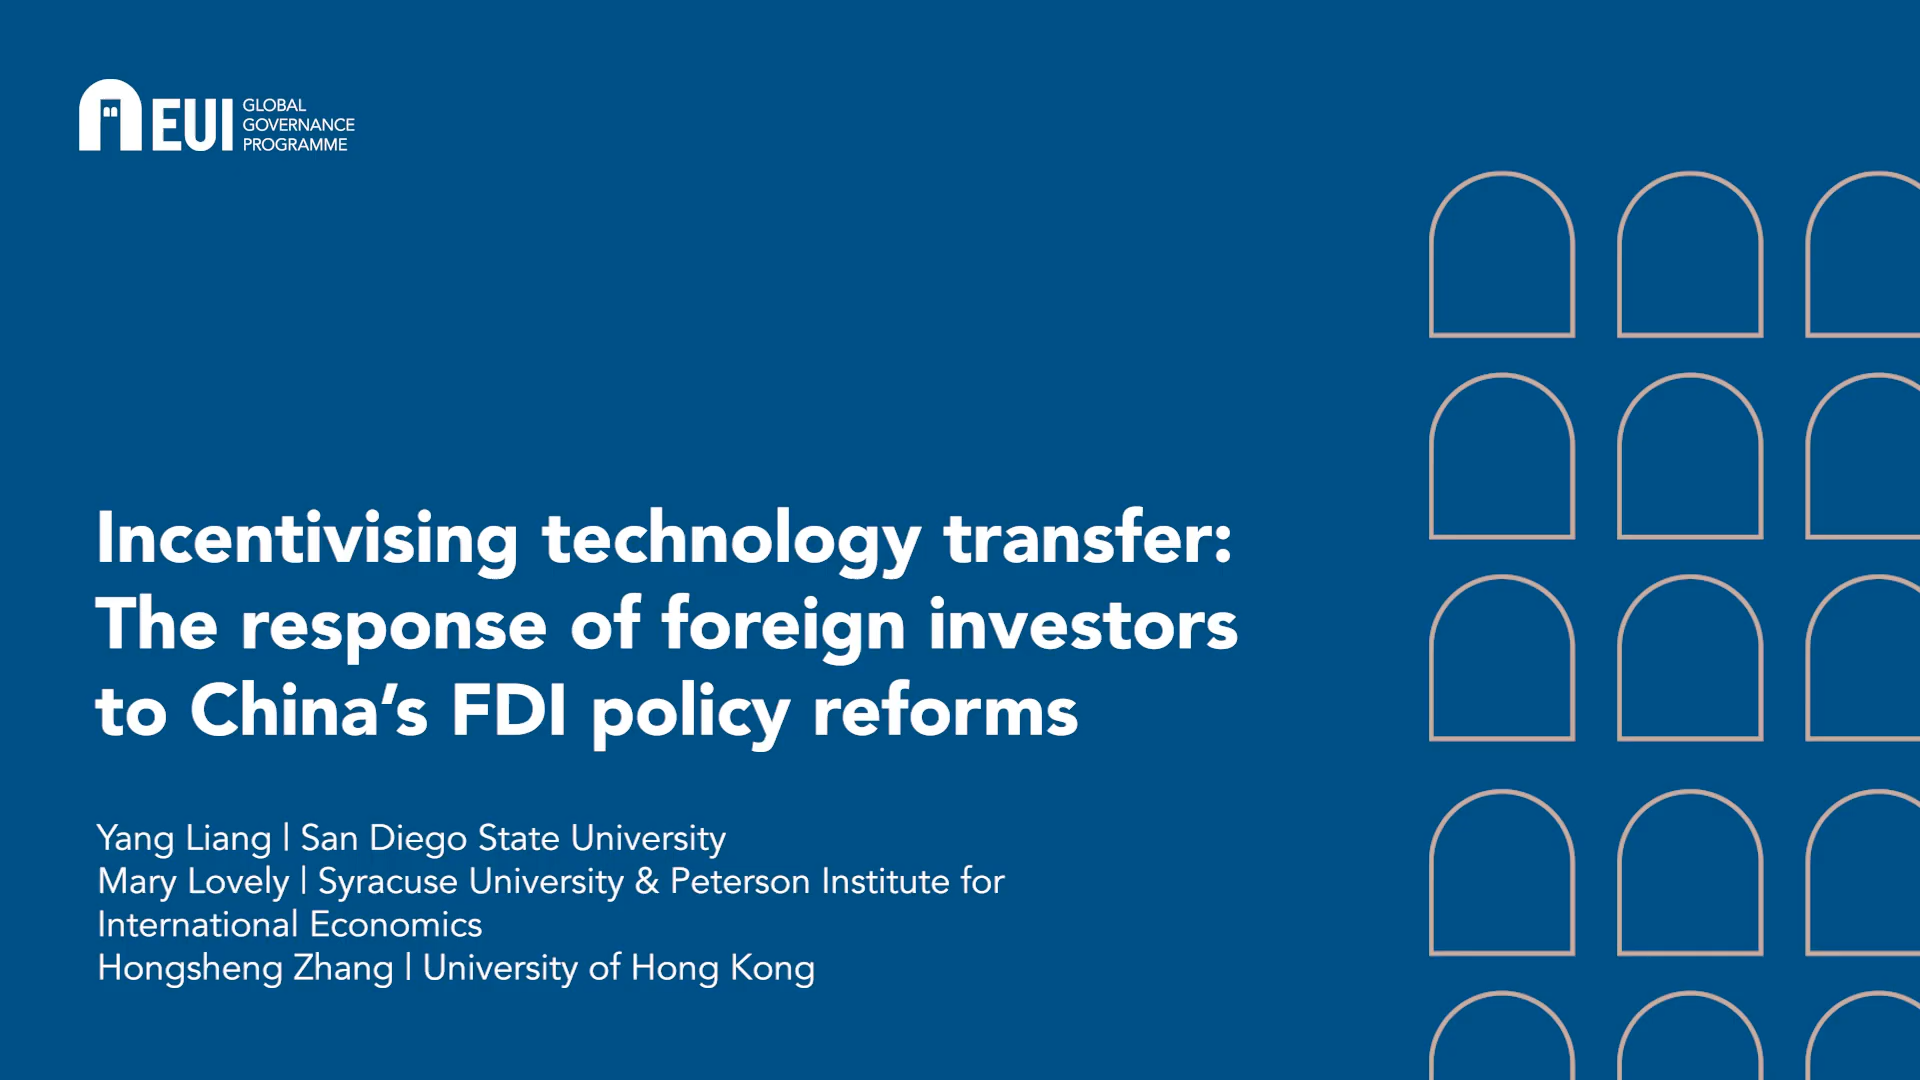 EUI
GLOBAL
GOVERNANCE
PROGRAMME
Incentivising technology transfer:
The response of foreign investors
to China’s FDI policy reforms
Yang Liang | San Diego State University
Mary Lovely | Syracuse University & Peterson Institute for
International Economics
Hongsheng Zhang | University of Hong Kong